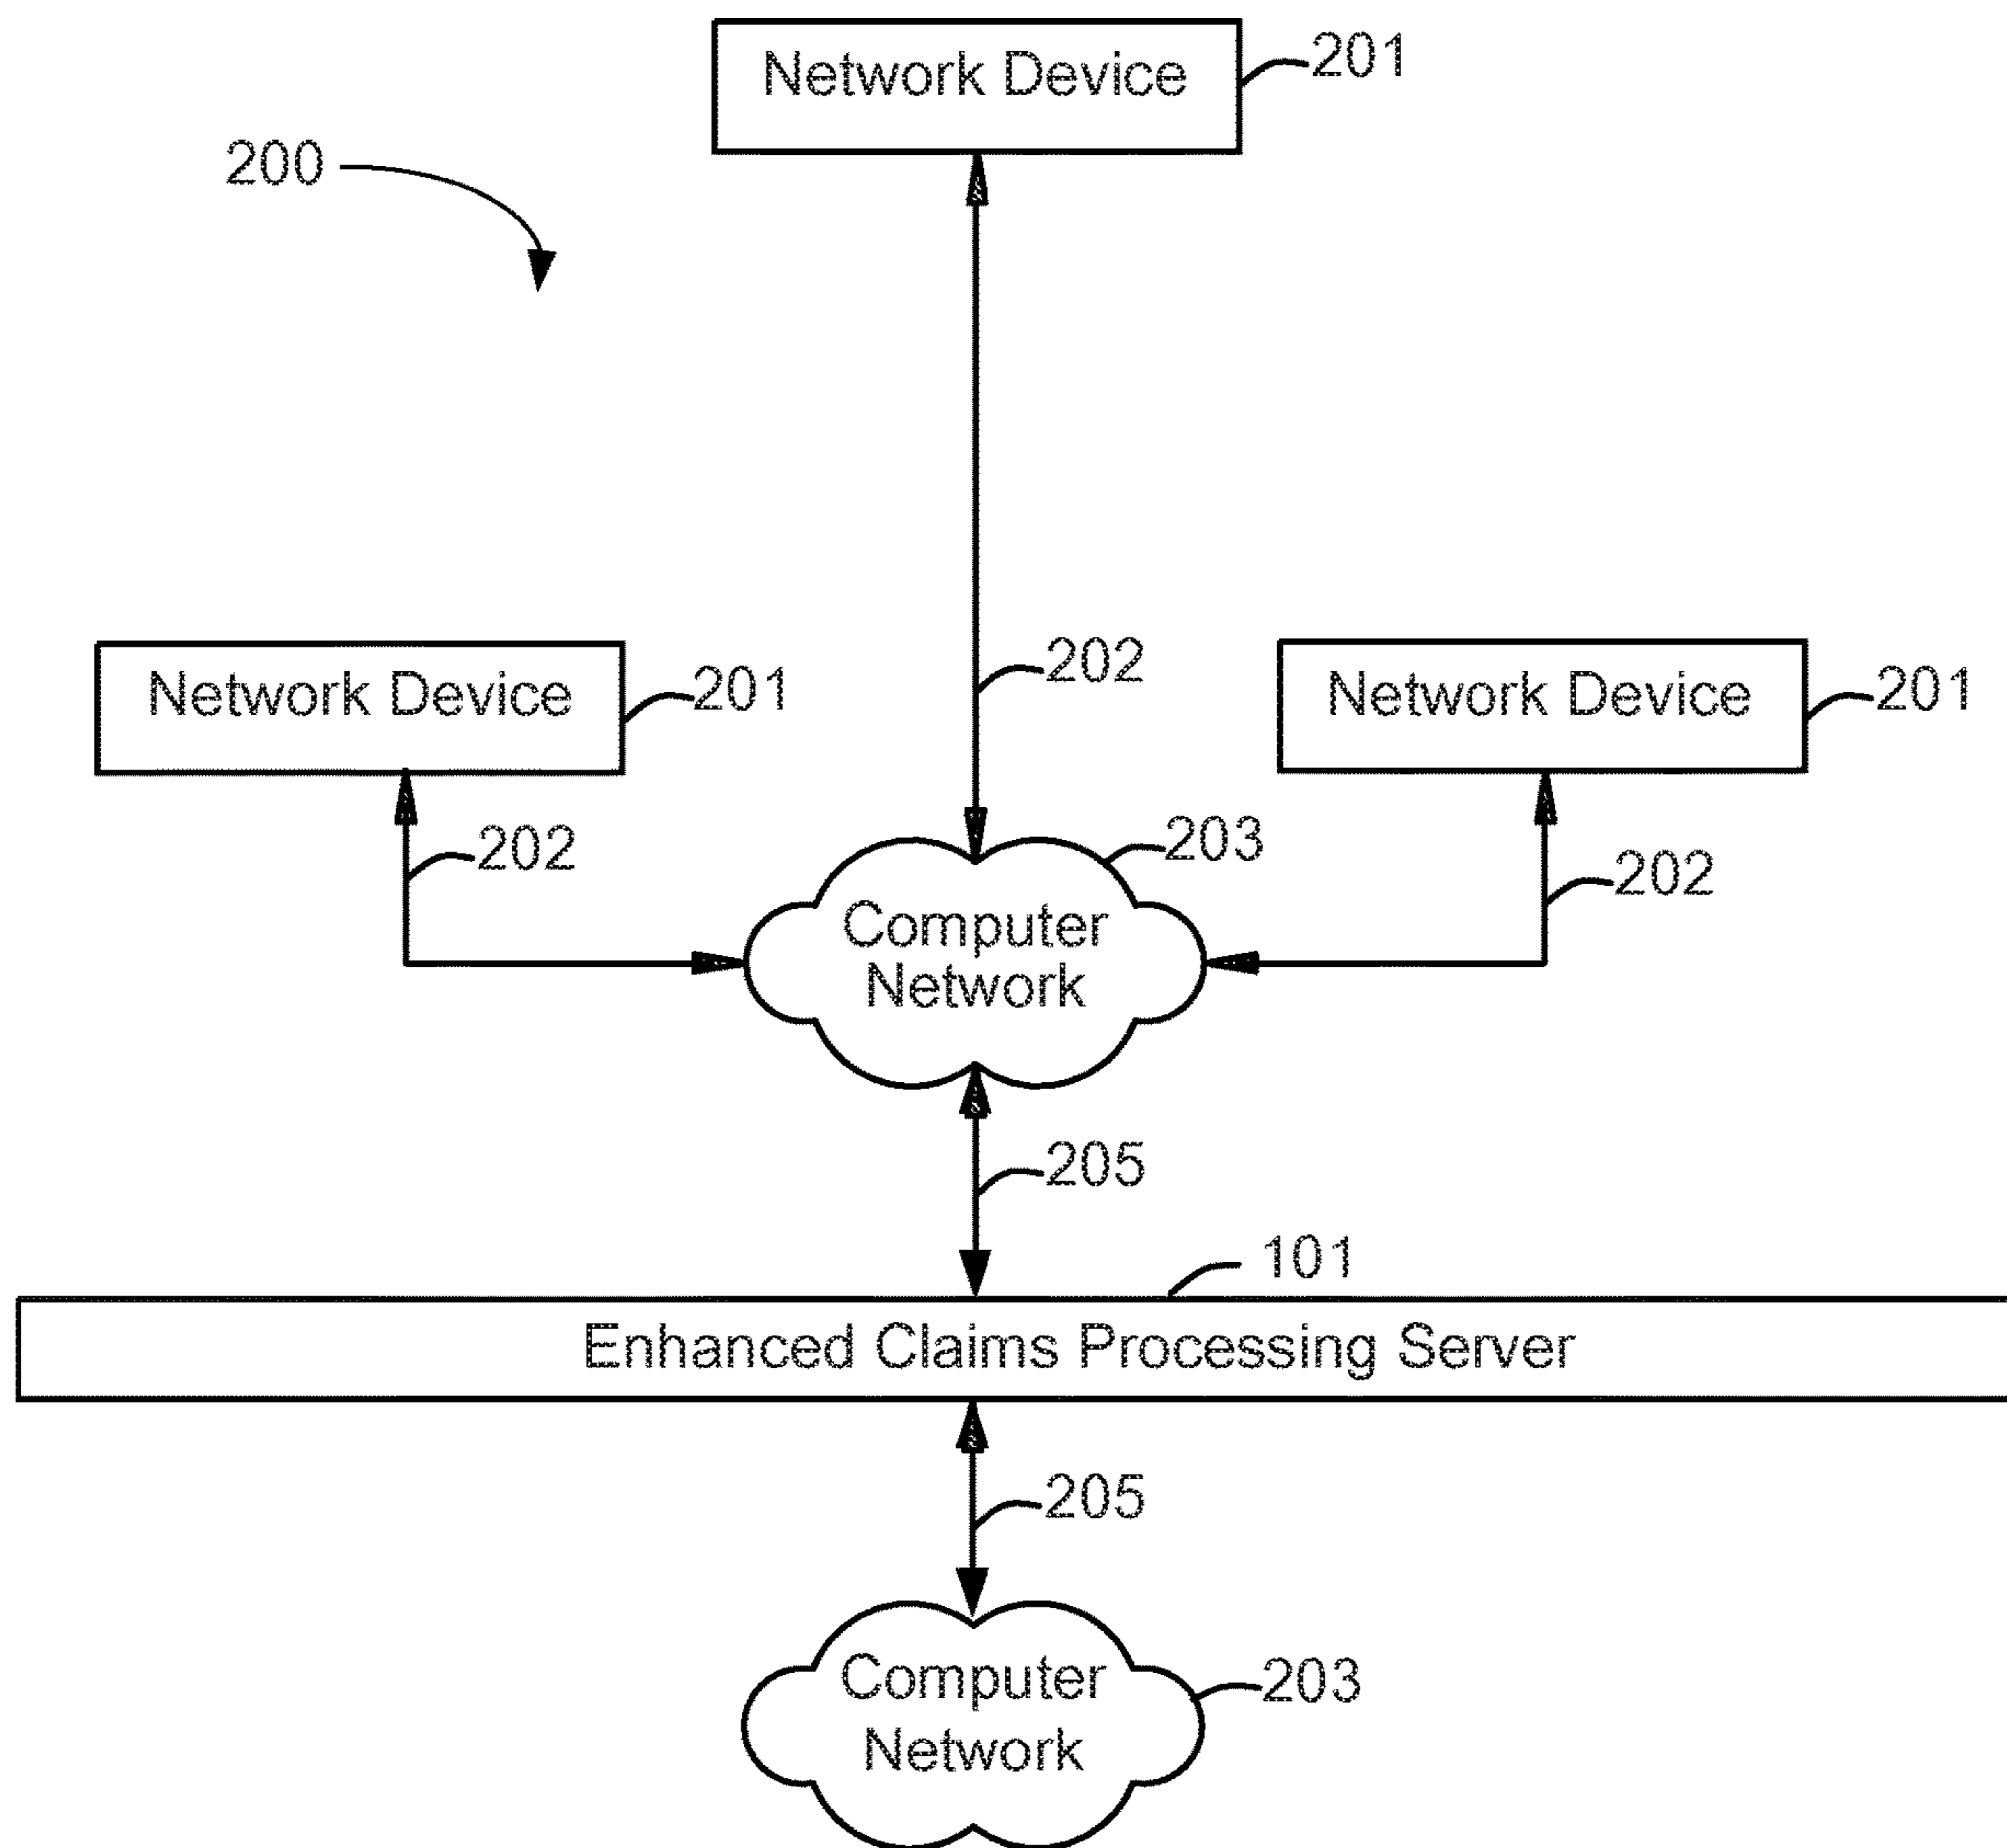 Network Device
201
200
202
Network Device
201
Network Device
201
202
203
202
Computer
Network
205
101
Enhanced Claims Processing Server
205
Computer
Network
203